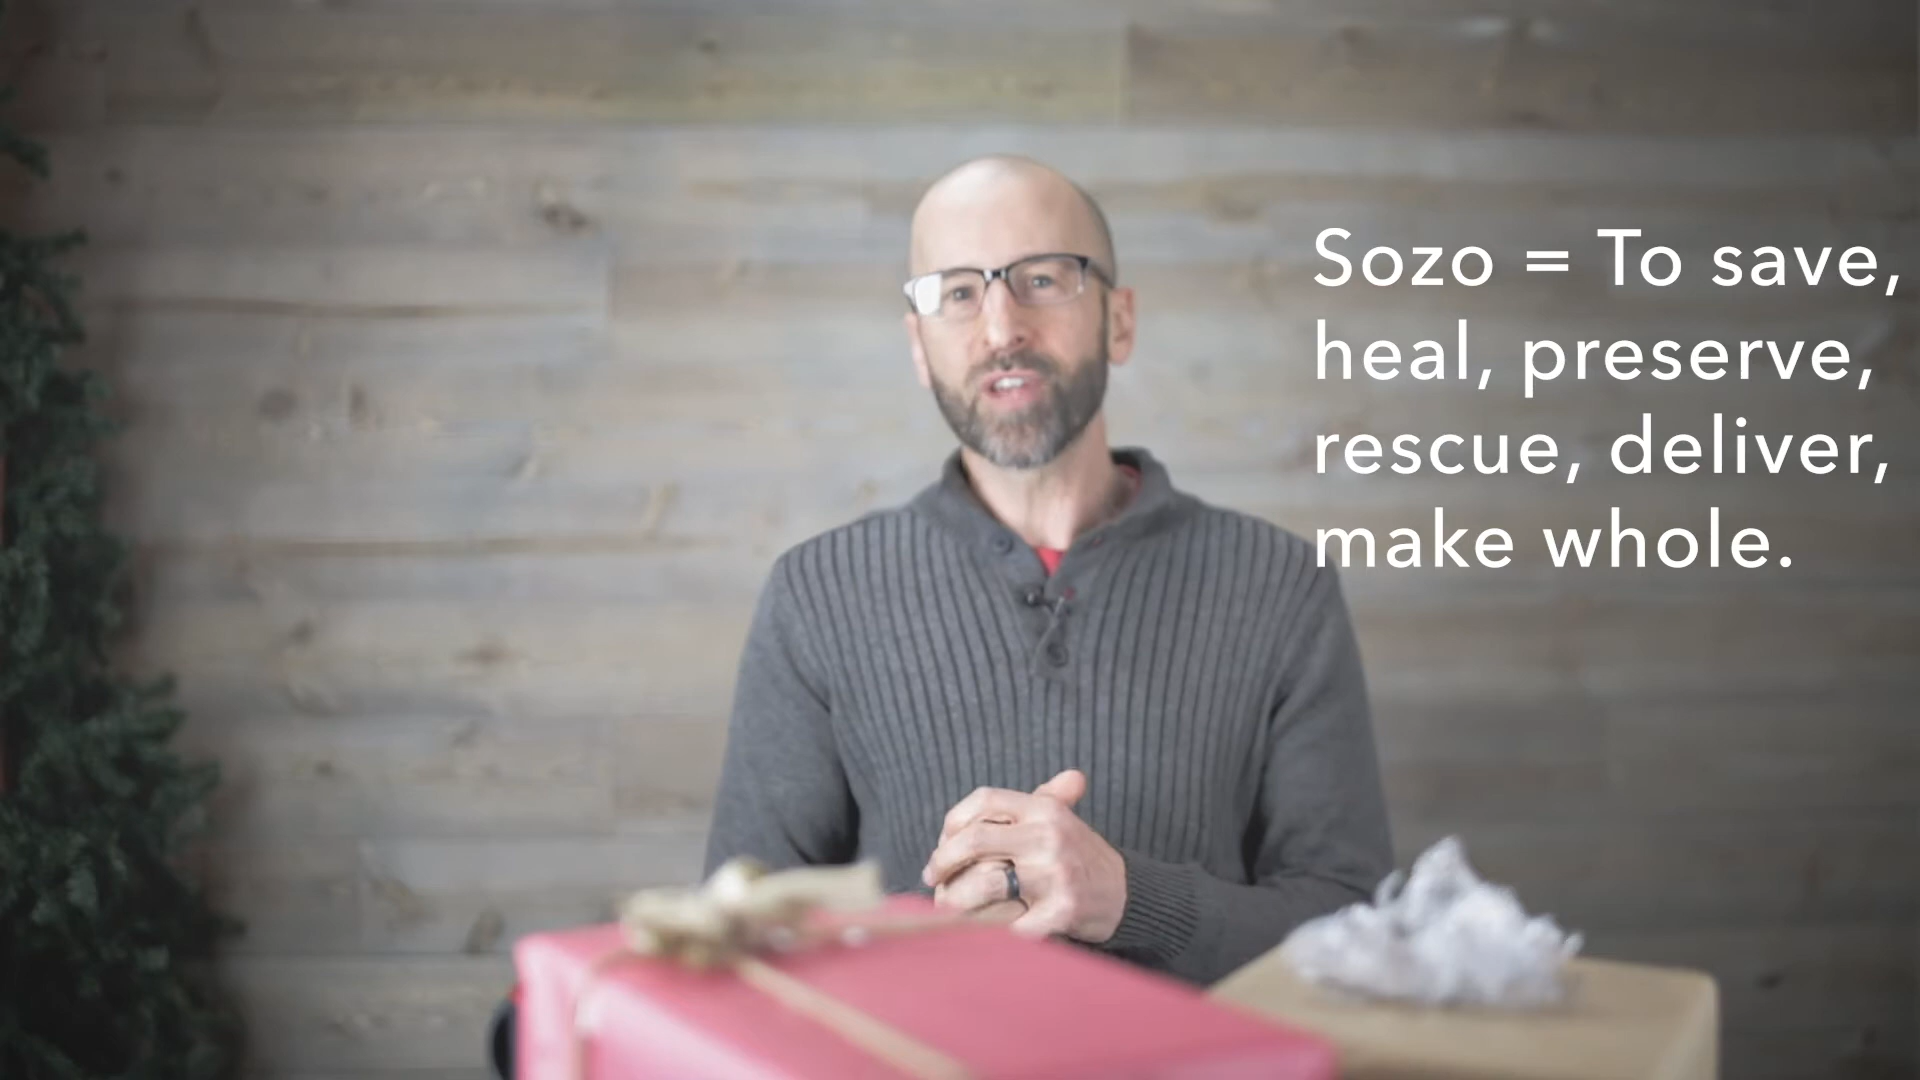 Sozo = To save,
heal, preserve,
rescue, deliver,
make whole.